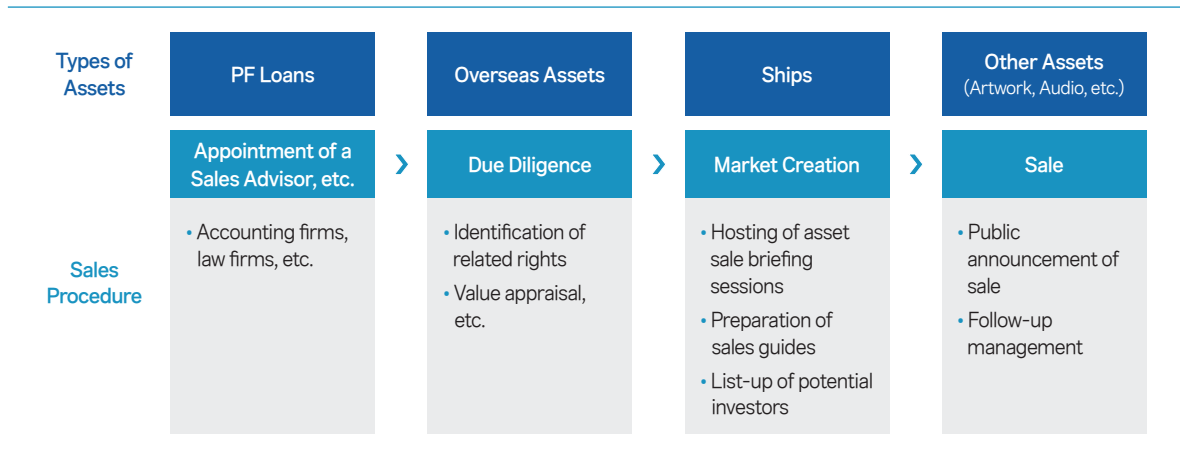 Types of
Assets
PF Loans
Overseas Assets
Ships
Other Assets
(Artwork, Audio, etc.)
Sales
Procedure
Appointment of a
Sales Advisor, etc.
• Accounting firms,
law firms, etc.
›
Due Diligence
• Identification of
related rights
• Value appraisal,
etc.
›
Market Creation
• Hosting of asset
sale briefing
sessions
• Preparation of
sales guides
• List-up of potential
investors
›
Sale
• Public
announcement of
sale
• Follow-up
management